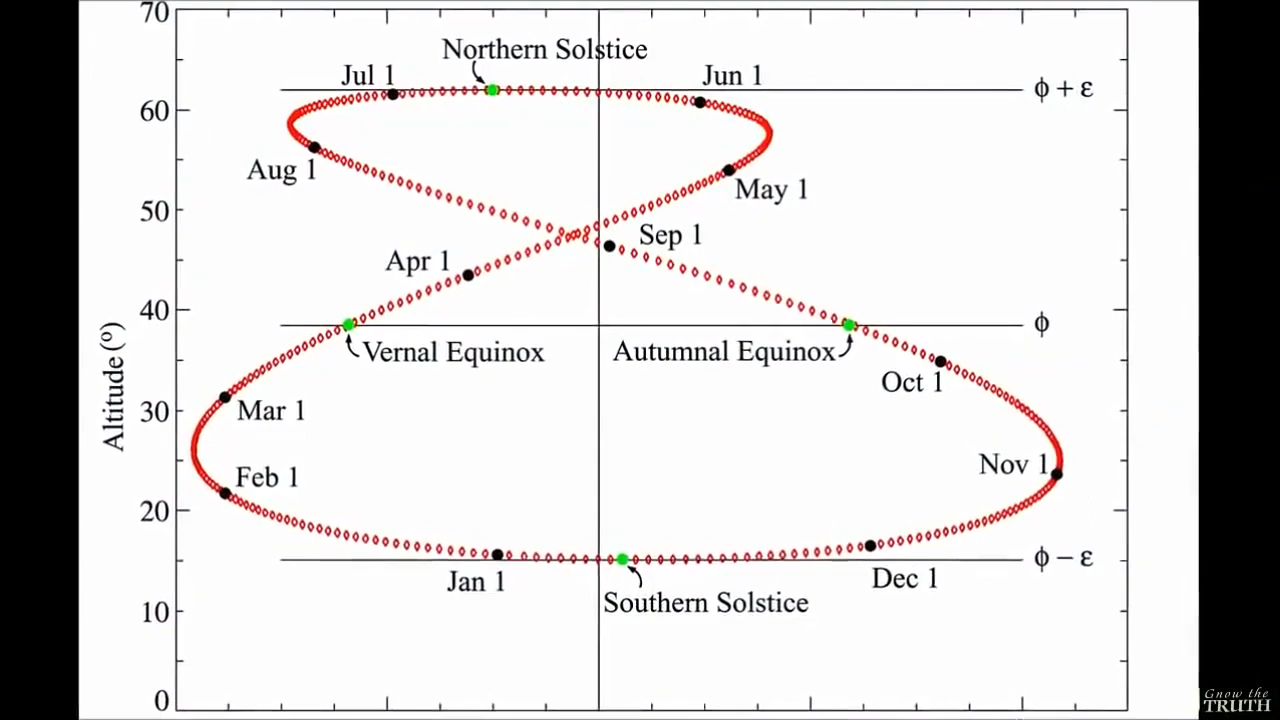 70
Northern Solstice
Jul 1
Jun 1
ϕ + ε
60
Aug 1
May 1
50
Sep 1
Apr 1
40
ϕ
Vernal Equinox
Autumnal Equinox
Altitude (º)
Oct 1
30
Mar 1
Nov 1
Feb 1
20
ϕ − ε
Jan 1
Dec 1
Southern Solstice
10
0
Gnow the
TRUTH